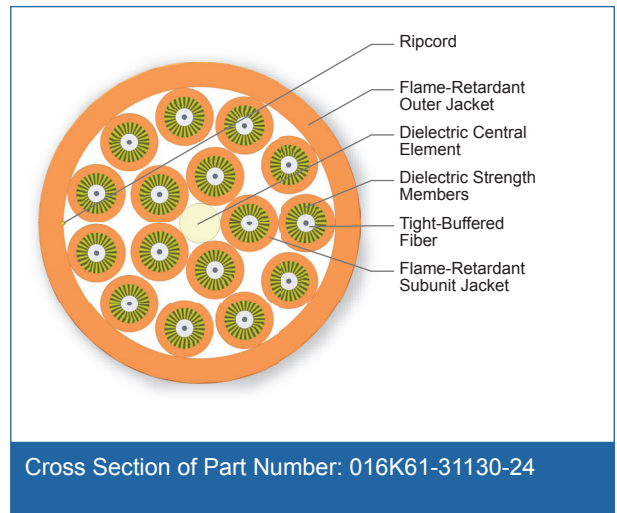 Ripcord
Flame-Retardant
Outer Jacket
Dielectric Central
Element
Dielectric Strength
Members
Tight-Buffered
Fiber
Flame-Retardant
Subunit Jacket
Cross Section of Part Number: 016K61-31130-24